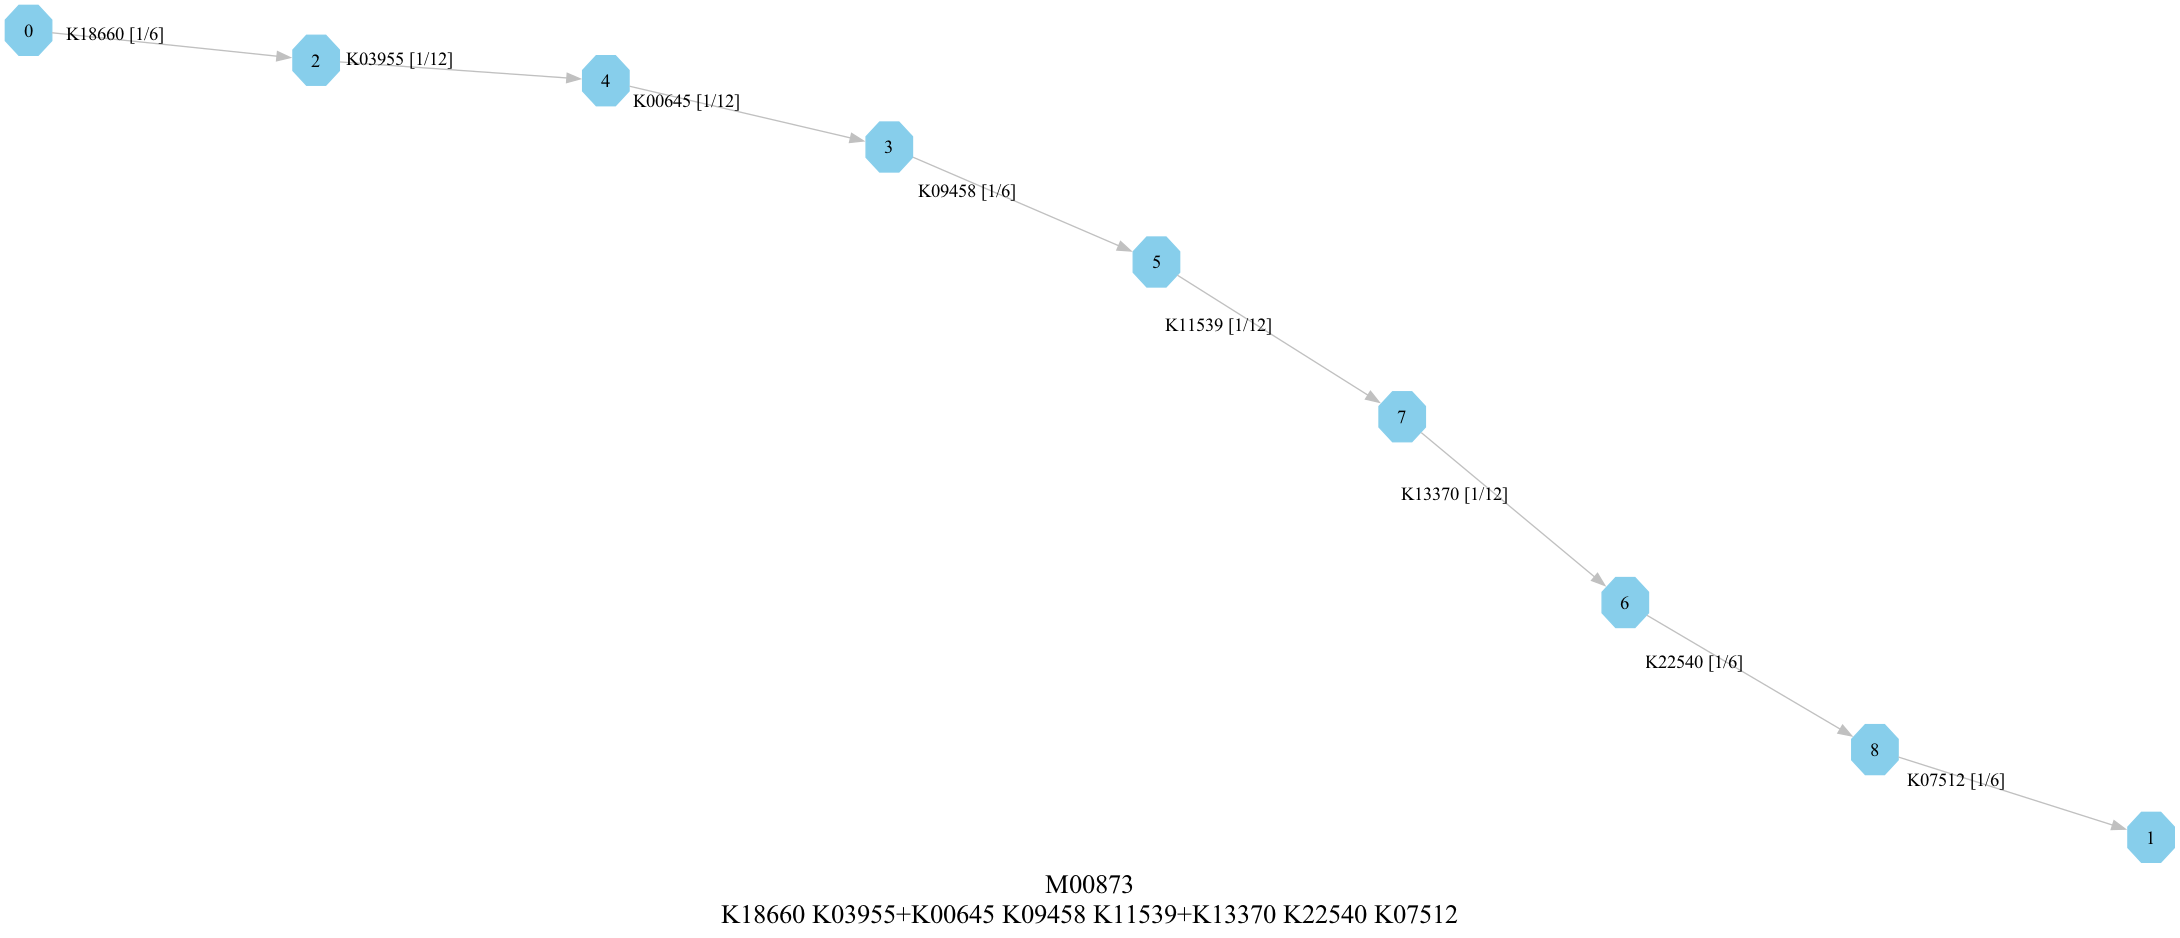 0
K18660 [1/6]
2
K03955 [1/12]
4
K00645 [1/12]
3
K09458 [1/6]
5
K11539 [1/12]
7
K13370 [1/12]
6
K22540 [1/6]
8
K07512 [1/6]
1
M00873
K18660 K03955+K00645 K09458 K11539+K13370 K22540 K07512